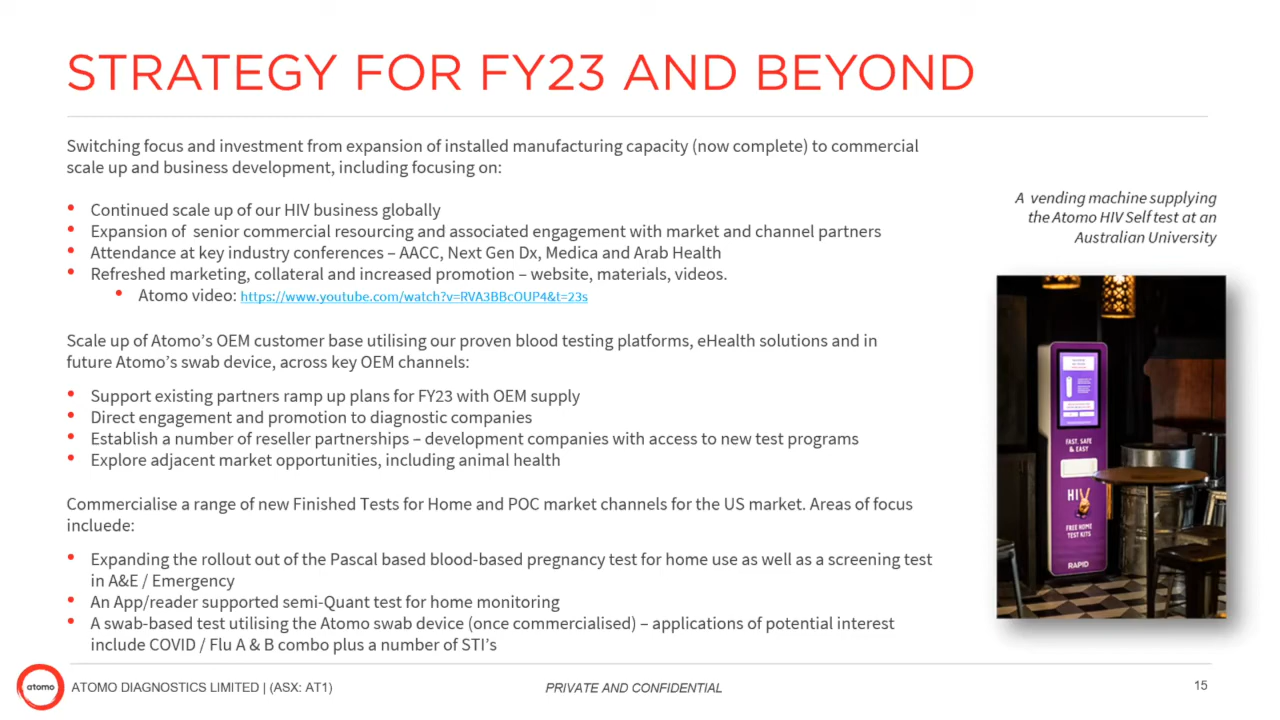 STRATEGY FOR FY23 AND BEYOND
Switching focus and investment from expansion of installed manufacturing capacity (now complete) to commercial
scale up and business development, including focusing on:
• Continued scale up of our HIV business globally
• Expansion of senior commercial resourcing and associated engagement with market and channel partners
• Attendance at key industry conferences – AACC, Next Gen Dx, Medica and Arab Health
• Refreshed marketing, collateral and increased promotion – website, materials, videos.
• Atomo video: https://www.youtube.com/watch?v=RVA3BBcOUP4&t=23s
Scale up of Atomo's OEM customer base utilising our proven blood testing platforms, eHealth solutions and in
future Atomo's swab device, across key OEM channels:
• Support existing partners ramp up plans for FY23 with OEM supply
• Direct engagement and promotion to diagnostic companies
• Establish a number of reseller partnerships – development companies with access to new test programs
• Explore adjacent market opportunities, including animal health
Commercialise a range of new Finished Tests for Home and POC market channels for the US market. Areas of focus
incluede:
• Expanding the rollout out of the Pascal based blood-based pregnancy test for home use as well as a screening test
in A&E / Emergency
• An App/reader supported semi-Quant test for home monitoring
• A swab-based test utilising the Atomo swab device (once commercialised) – applications of potential interest
include COVID / Flu A & B combo plus a number of STI's
A vending machine supplying
the Atomo HIV Self test at an
Australian University
FAST, SAFE
& EASY
HIV
FREE HOME
TEST KITS
RAPID
atomo
ATOMO DIAGNOSTICS LIMITED | (ASX: AT1)
PRIVATE AND CONFIDENTIAL
15